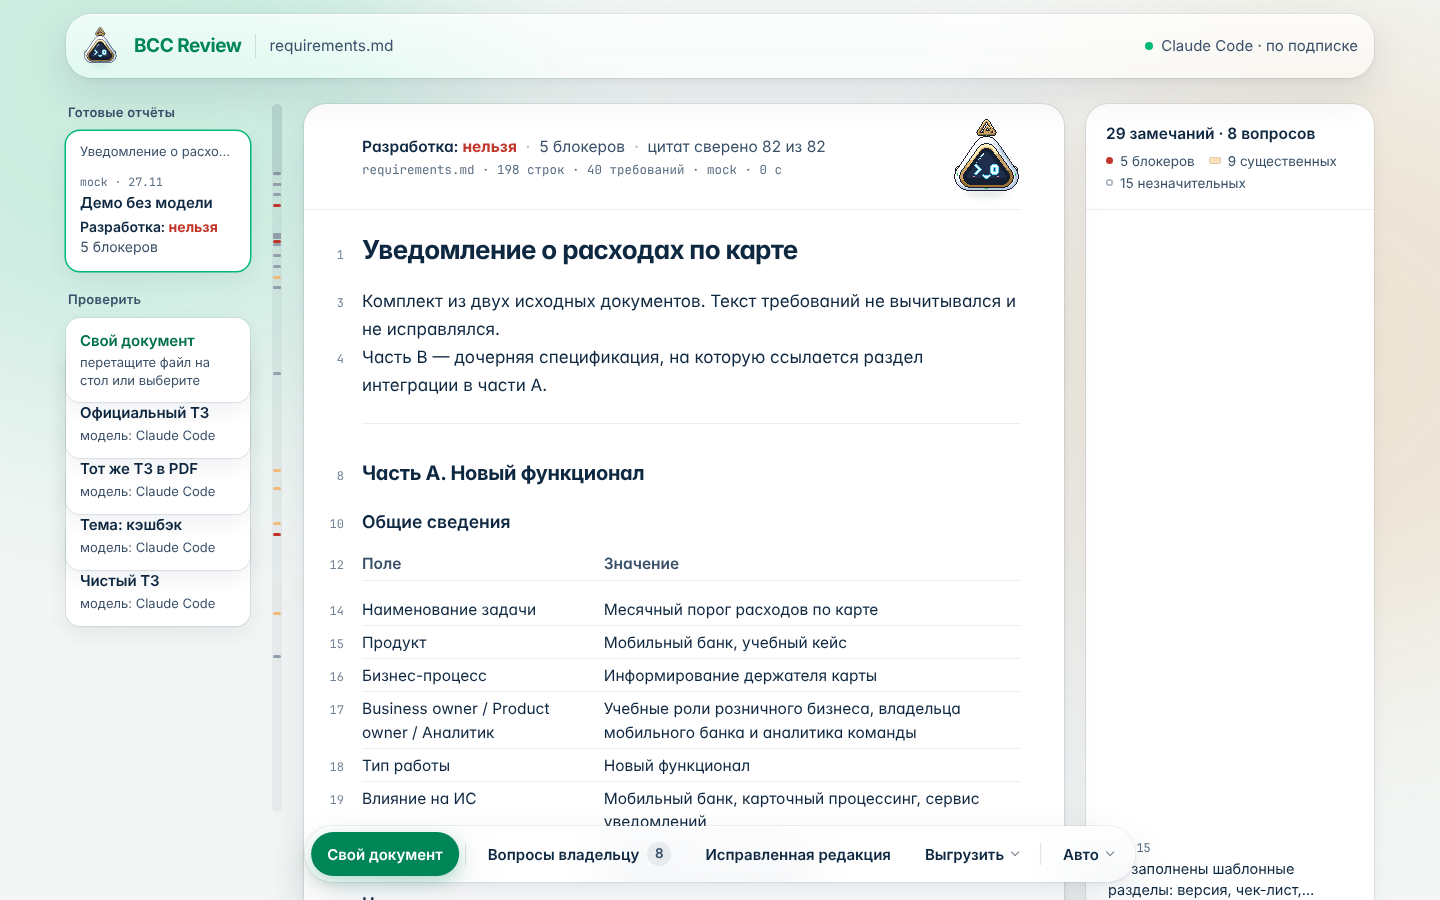 BCC Review
requirements.md
Claude Code · по подписке
Готовые отчёты
Уведомление о расхо...
mock · 27.11
Демо без модели
Разработка: нельзя
5 блокеров
Проверить
Свой документ
перетащите файл на
стол или выберите
Официальный ТЗ
модель: Claude Code
Тот же ТЗ в PDF
модель: Claude Code
Тема: кэшбэк
модель: Claude Code
Чистый ТЗ
модель: Claude Code
Разработка: нельзя · 5 блокеров · цитат сверено 82 из 82
requirements.md · 198 строк · 40 требований · mock · 0 с
1 Уведомление о расходах по карте
3 Комплект из двух исходных документов. Текст требований не вычитывался и
не исправлялся.
4 Часть B — дочерняя спецификация, на которую ссылается раздел
интеграции в части A.
8 Часть A. Новый функционал
10 Общие сведения
12 Поле Значение
14 Наименование задачи Месячный порог расходов по карте
15 Продукт Мобильный банк, учебный кейс
16 Бизнес-процесс Информирование держателя карты
17 Business owner / Product Учебные роли розничного бизнеса, владельца
owner / Аналитик мобильного банка и аналитика команды
18 Тип работы Новый функционал
19 Влияние на ИС Мобильный банк, карточный процессинг, сервис
уведомлений
29 замечаний · 8 вопросов
5 блокеров 9 существенных
15 незначительных
15
заполнены шаблонные
разделы: версия, чек-лист,...
Свой документ
Вопросы владельцу 8
Исправленная редакция
Выгрузить
Авто